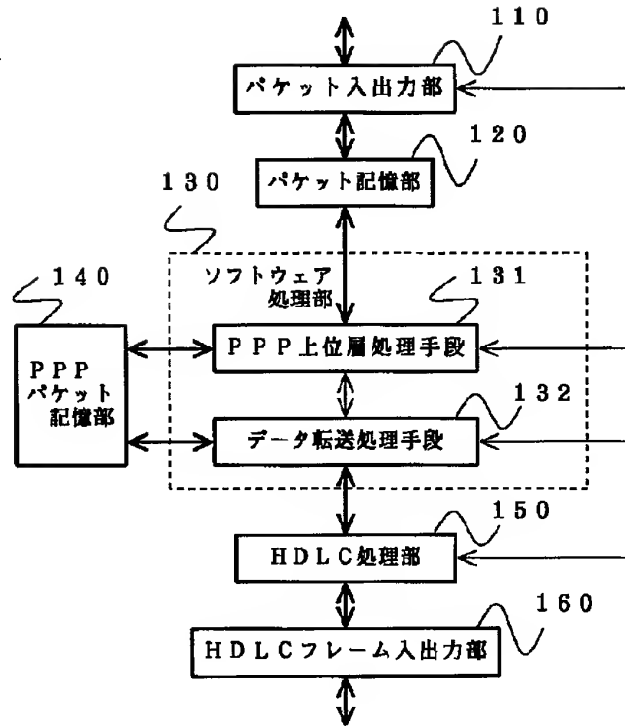 110
パケット入出力部
120
パケット記憶部
130
140
ソフトウェア
処理部
131
PPP
パケット
記憶部
PPP上位層処理手段
132
データ転送処理手段
150
HDLC処理部
160
HDLCフレーム入出力部